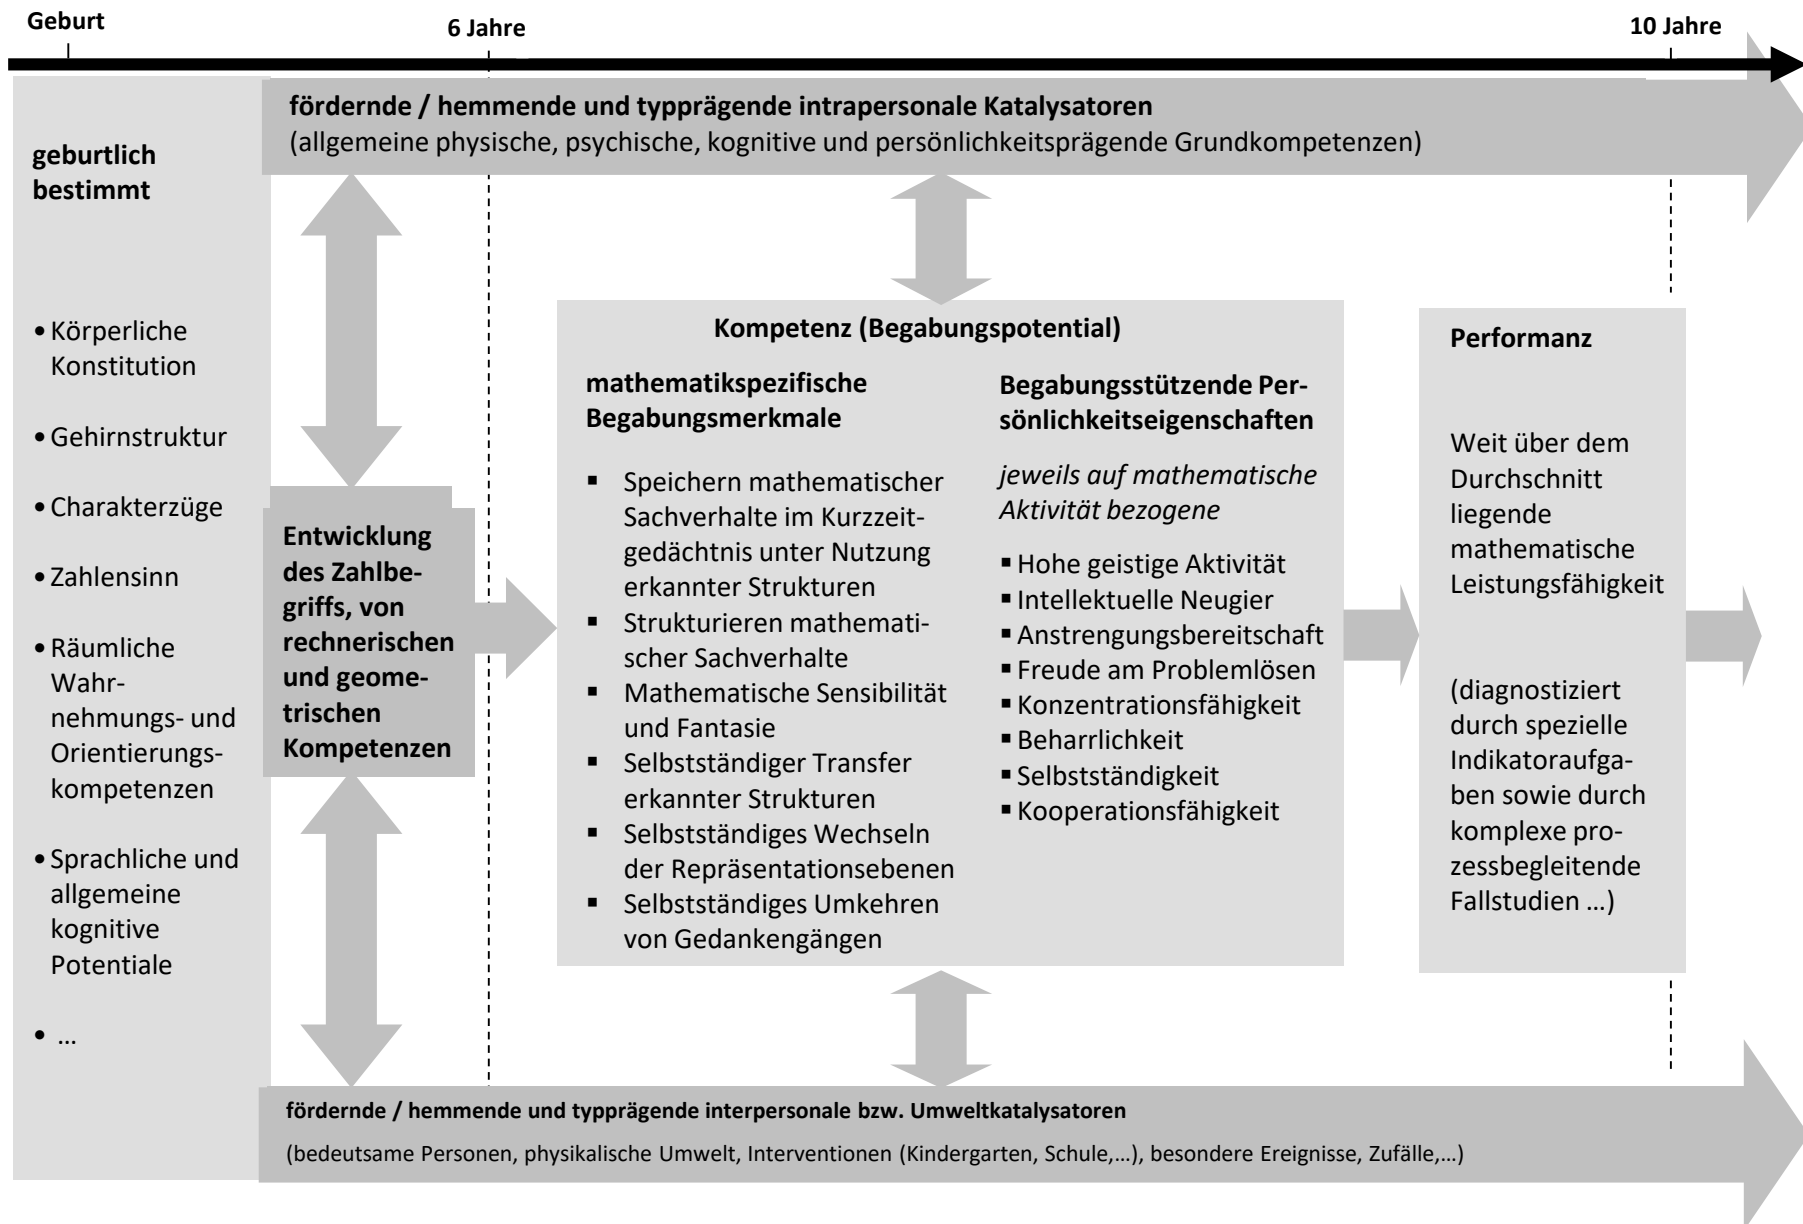 Geburt
6 Jahre
10 Jahre
fördernde / hemmende und typprägende intrapersonale Katalysatoren
(allgemeine physische, psychische, kognitive und persönlichkeitsprägende Grundkompetenzen)
geburtlich
bestimmt
• Körperliche
Konstitution
• Gehirnstruktur
• Charakterzüge
• Zahlensinn
• Räumliche
Wahr-
nehmungs- und
Orientierungs-
kompetenzen
• Sprachliche und
allgemeine
kognitive
Potentiale
• ...
Entwicklung
des Zahlbe-
griffs, von
rechnerischen
und geome-
trischen
Kompetenzen
Kompetenz (Begabungspotential)
mathematikspezifische
Begabungsmerkmale
▪ Speichern mathematischer
Sachverhalte im Kurzzeit-
gedächtnis unter Nutzung
erkannter Strukturen
▪ Strukturieren mathemati-
scher Sachverhalte
▪ Mathematische Sensibilität
und Fantasie
▪ Selbstständiger Transfer
erkannter Strukturen
▪ Selbstständiges Wechseln
der Repräsentationsebenen
▪ Selbstständiges Umkehren
von Gedankengängen
Begabungsstützende Per-
sönlichkeitseigenschaften
jeweils auf mathematische
Aktivität bezogene
▪ Hohe geistige Aktivität
▪ Intellektuelle Neugier
▪ Anstrengungsbereitschaft
▪ Freude am Problemlösen
▪ Konzentrationsfähigkeit
▪ Beharrlichkeit
▪ Selbstständigkeit
▪ Kooperationsfähigkeit
Performanz
Weit über dem
Durchschnitt
liegende
mathematische
Leistungsfähigkeit
(diagnostiziert
durch spezielle
Indikatoraufga-
ben sowie durch
komplexe pro-
zessbegleitende
Fallstudien ...)
fördernde / hemmende und typprägende interpersonale bzw. Umweltkatalysatoren
(bedeutsame Personen, physikalische Umwelt, Interventionen (Kindergarten, Schule,...), besondere Ereignisse, Zufälle,...)